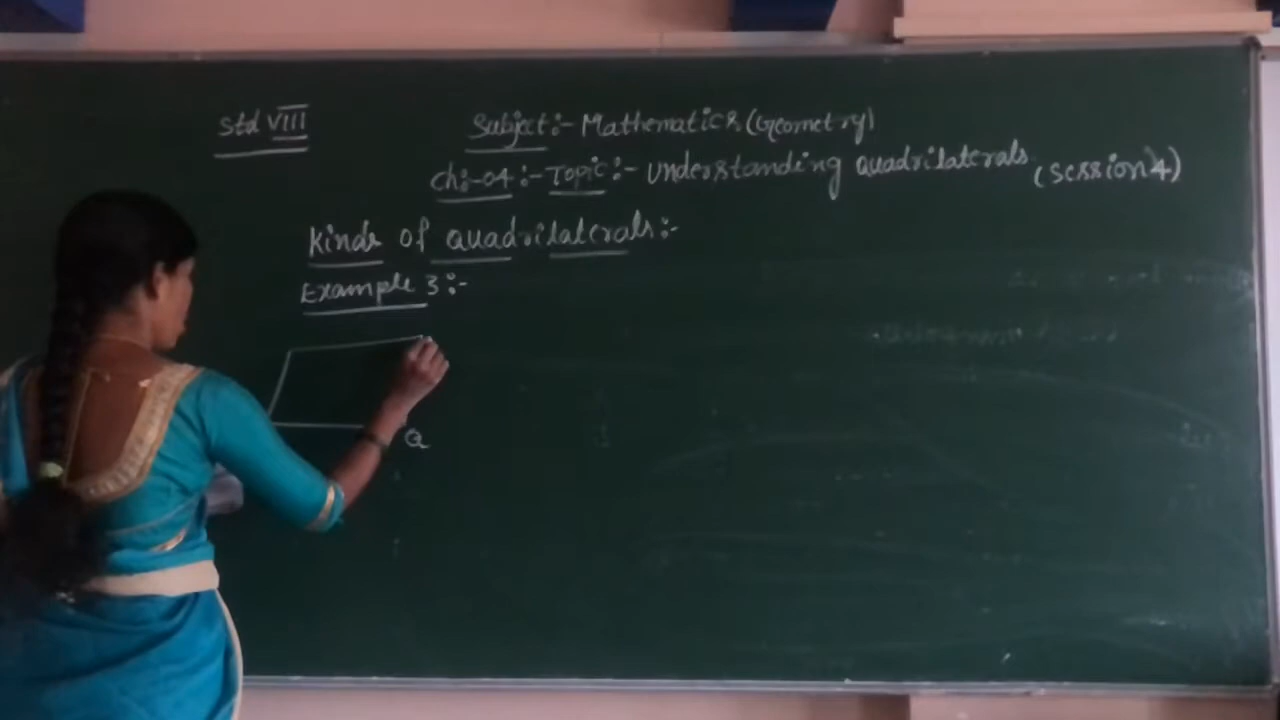 Std VIII
Subject:- Mathematics (Geometry)
Ch:-04:- Topic:- Understanding quadrilaterals (Session 4)
Kinds of quadrilaterals:-
Example 3:-
Q